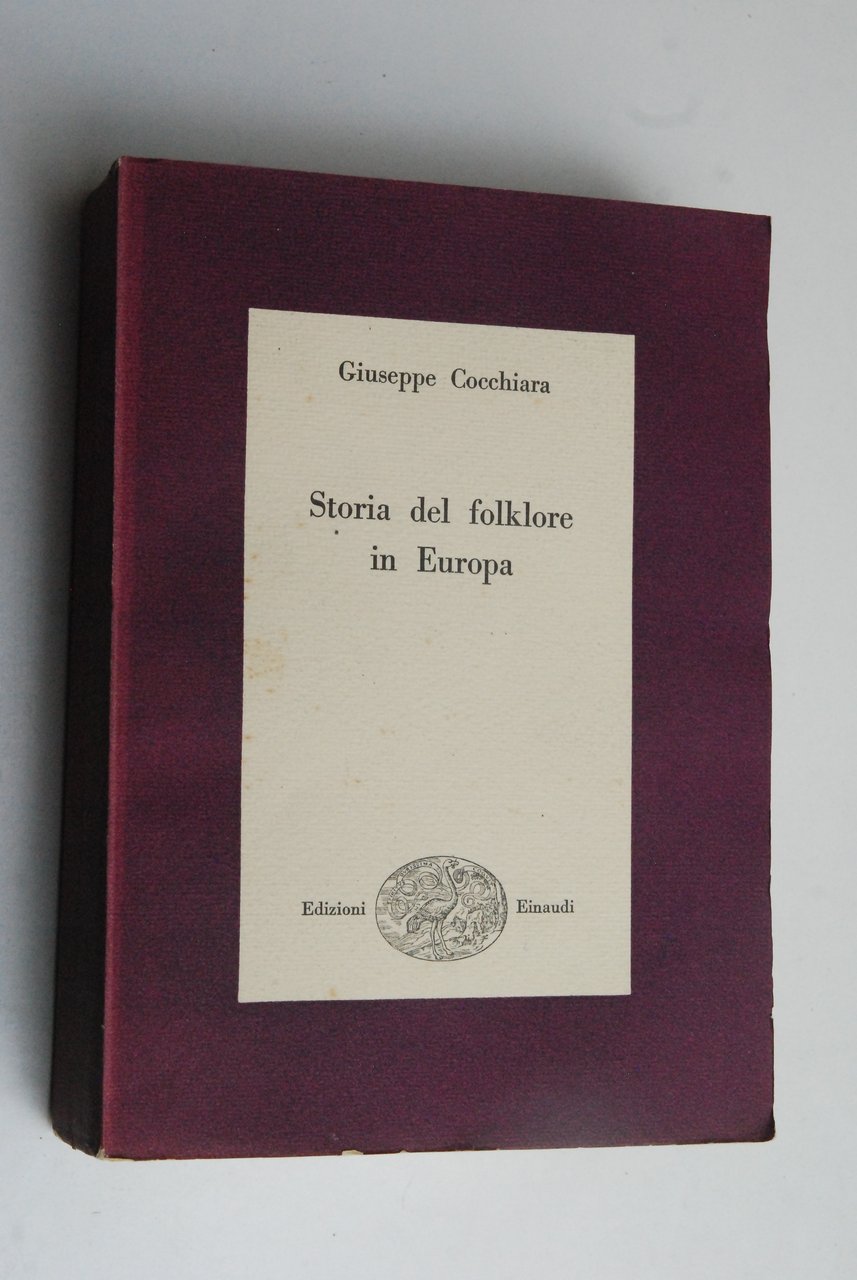 Giuseppe Cocchiara
Storia del folklore
in Europa
Edizioni Einaudi